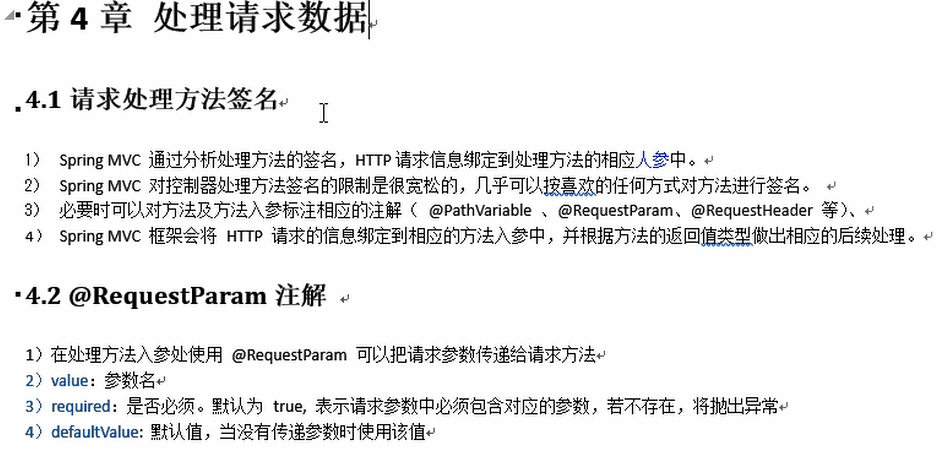 第 4 章 处理请求数据
4.1 请求处理方法签名
1） Spring MVC 通过分析处理方法的签名，HTTP 请求信息绑定到处理方法的相应人参中。
2） Spring MVC 对控制器处理方法签名的限制是很宽松的，几乎可以按喜欢的任何方式对方法进行签名。
3） 必要时可以对方法及方法入参标注相应的注解（ @PathVariable 、@RequestParam、@RequestHeader 等）、
4） Spring MVC 框架会将 HTTP 请求的信息绑定到相应的方法入参中，并根据方法的返回值类型做出相应的后续处理。
4.2 @RequestParam 注解
1）在处理方法入参处使用 @RequestParam 可以把请求参数传递给请求方法
2）value：参数名
3）required：是否必须。默认为 true, 表示请求参数中必须包含对应的参数，若不存在，将抛出异常
4）defaultValue: 默认值，当没有传递参数时使用该值